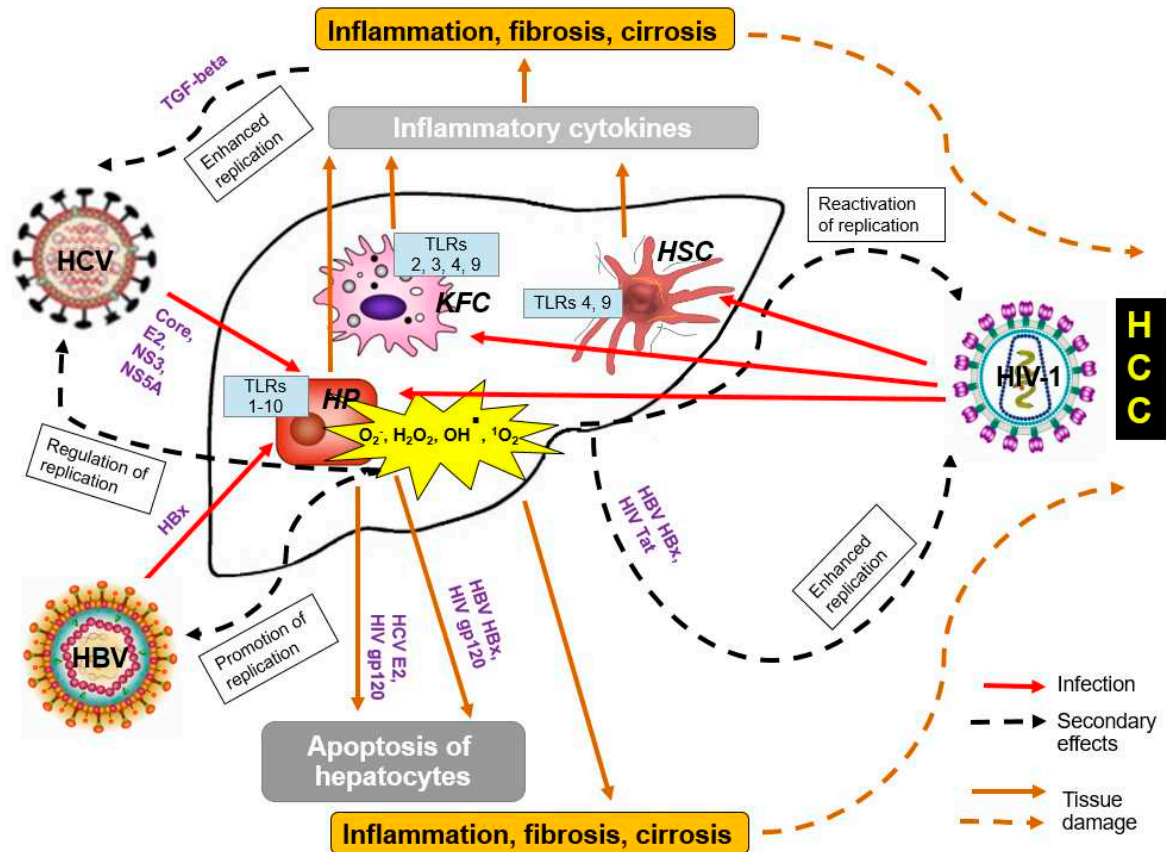 Inflammation, fibrosis, cirrosis
TGF-beta
Enhanced
replication
Inflammatory cytokines
Reactivation
of replication
HCV
TLRs
2, 3, 4, 9
KFC
HSC
TLRs 4, 9
Core,
E2,
NS3,
NS5A
TLRs
1-10
HP
O₂⁻, H₂O₂, OH▪, ¹O₂
HIV-1
H
C
C
Regulation of
replication
HBx
HBV HBx,
HIV Tat
Enhanced
replication
HBV
Promotion of
replication
HCV E2,
HIV gp120
HBV HBx,
HIV gp120
Apoptosis of
hepatocytes
Inflammation, fibrosis, cirrosis
Infection
Secondary
effects
Tissue
damage